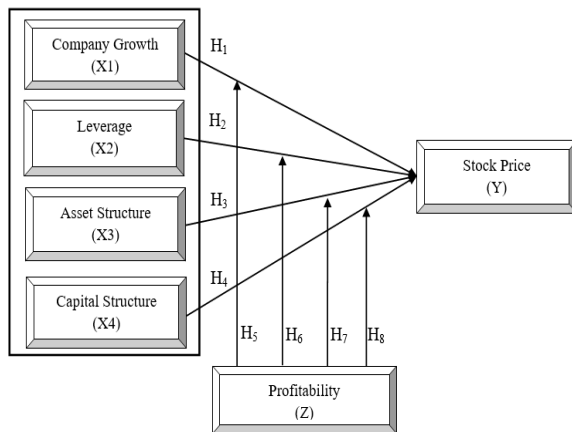 Company Growth
(X1)
H₁
Leverage
(X2)
H₂
Stock Price
(Y)
Asset Structure
(X3)
H₃
Capital Structure
(X4)
H₄
H₅
H₆
H₇
H₈
Profitability
(Z)